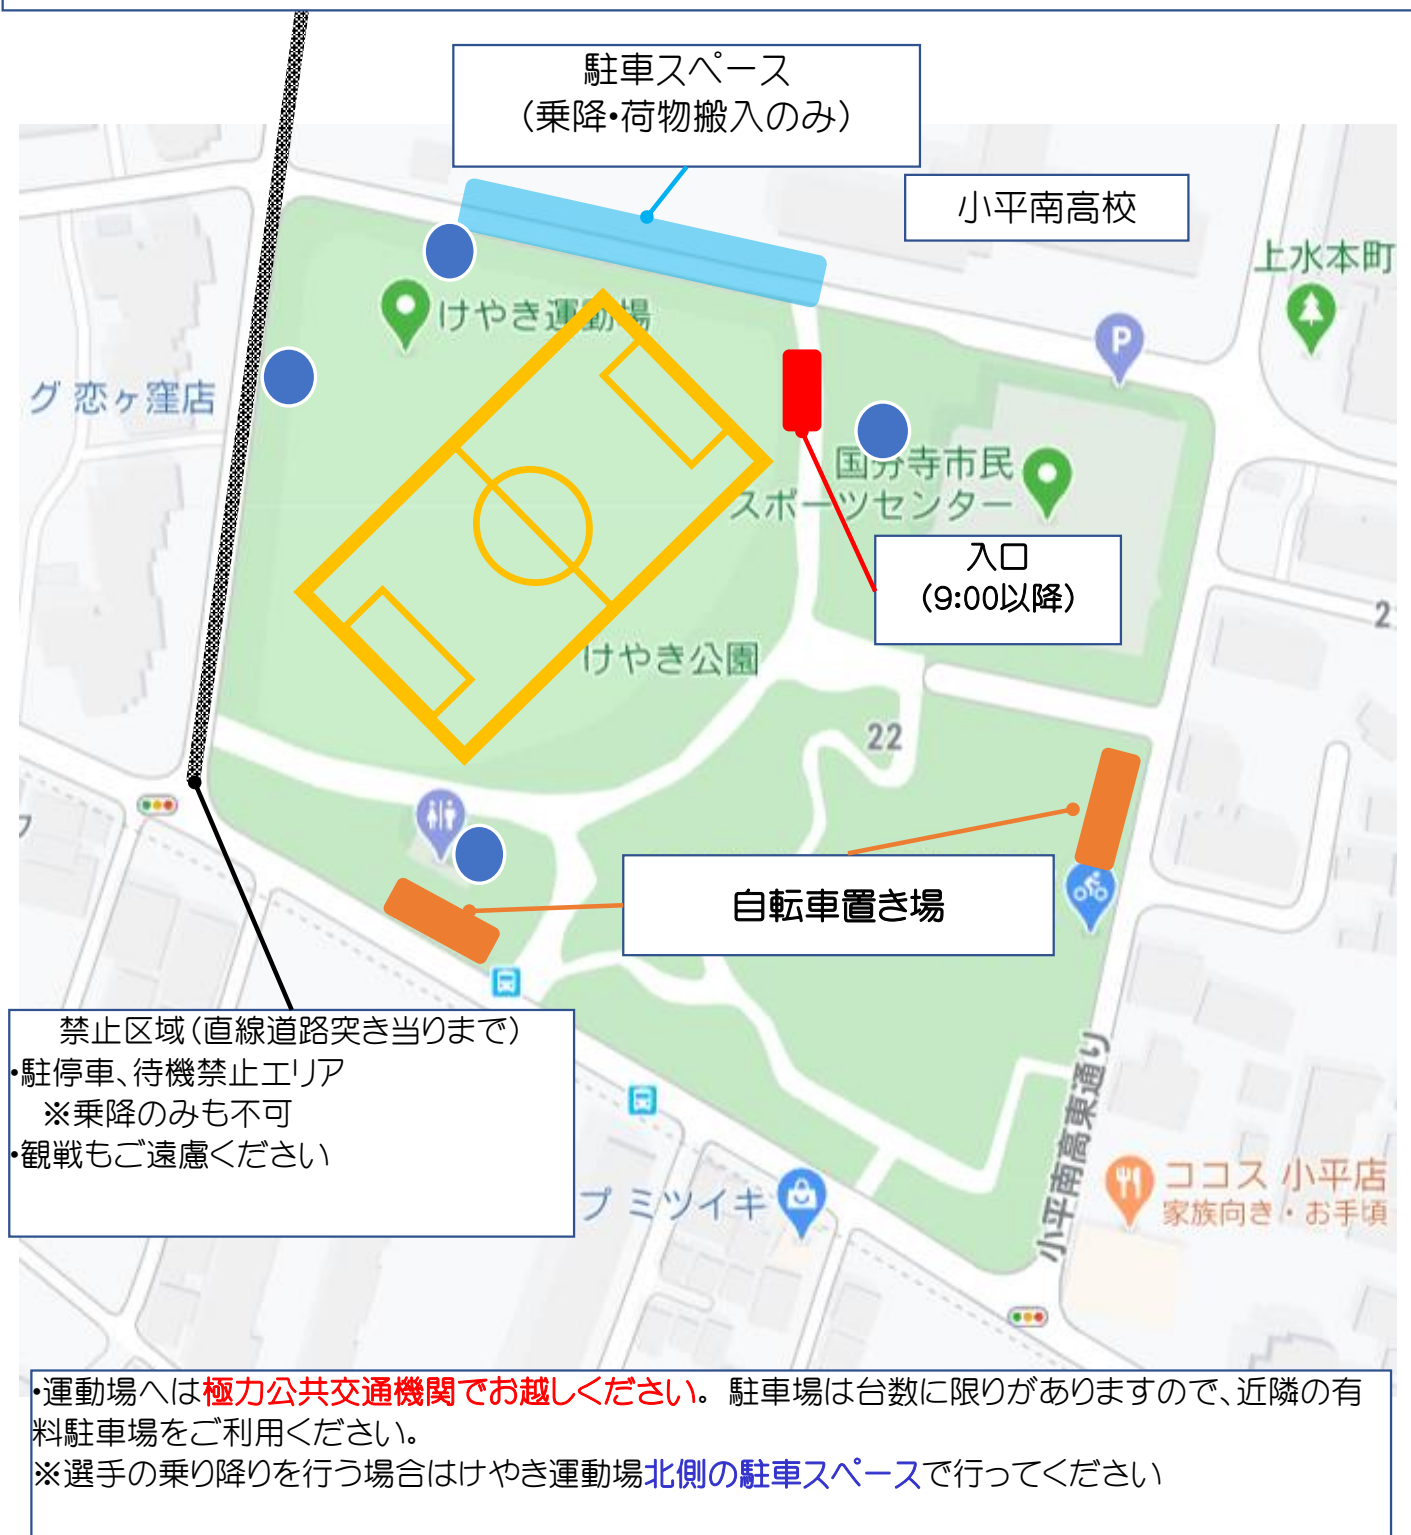 駐車スペース
(乗降・荷物搬入のみ)
小平南高校
上水本町
けやき運動場
P
グ 恋ヶ窪店
国分寺市民
スポーツセンター
入口
(9:00以降)
2
けやき公園
22
自転車置き場
禁止区域(直線道路突き当りまで)
・駐停車、待機禁止エリア
※乗降のみも不可
・観戦もご遠慮ください
小平南高東通り
プ ミツイキ
ココス 小平店
家族向き・お手頃
・運動場へは極力公共交通機関でお越しください。駐車場は台数に限りがありますので、近隣の有
料駐車場をご利用ください。
※選手の乗り降りを行う場合はけやき運動場北側の駐車スペースで行ってください